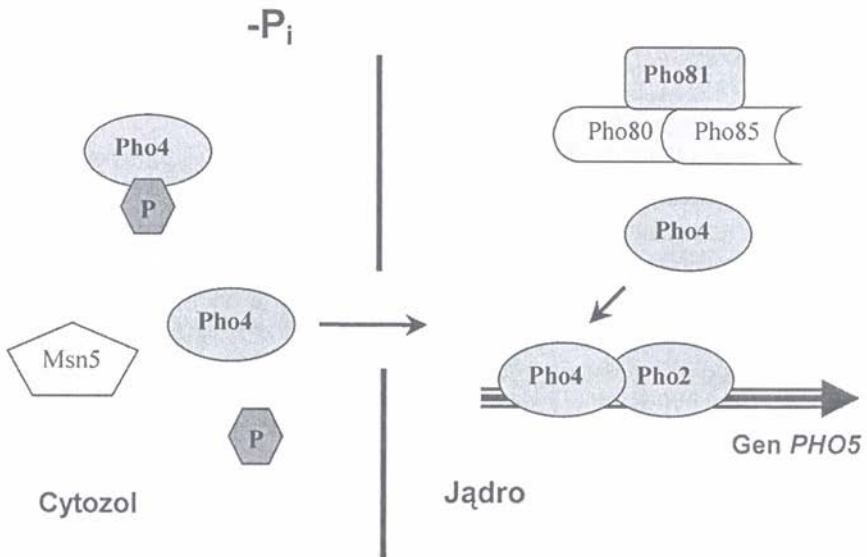 -Pi
Pho81
Pho80 Pho85
Pho4
P
Pho4
Pho4
Msn5
Pho4 Pho2
P
Gen PHO5
Cytozol
Jądro